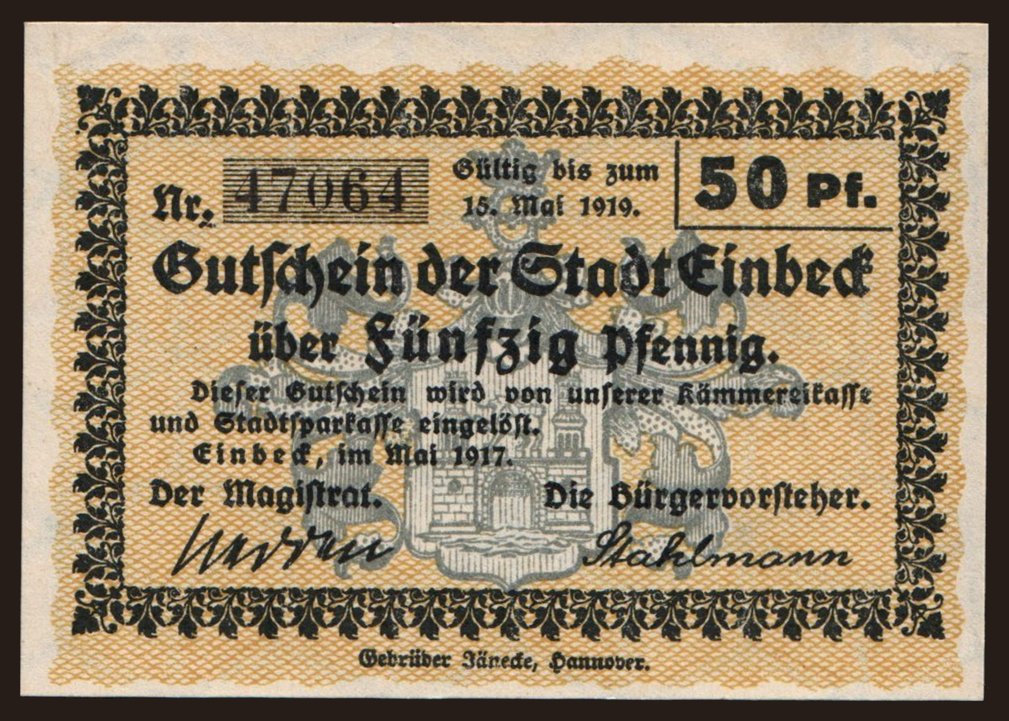 Nr. 47064
Gültig bis zum
15. Mai 1919.
50 Pf.
Gutschein der Stadt Einbeck
über Fünfzig Pfennig.
Dieser Gutschein wird von unserer Kämmereikasse
und Stadtsparkasse eingelöst.
Einbeck, im Mai 1917.
Der Magistrat.
Die Bürgervorsteher.
Stahlmann
Gebrüder Jänecke, Hannover.